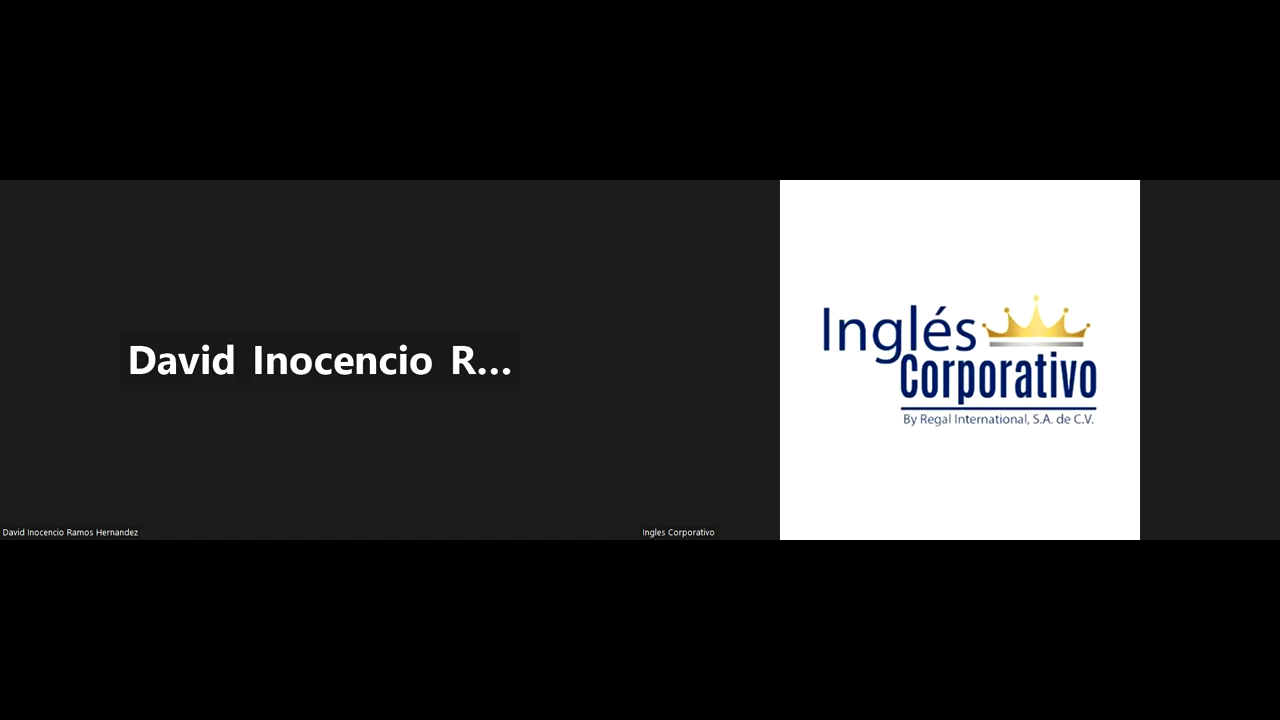 David Inocencio R...
David Inocencio Ramos Hernandez
Inglés
Corporativo
By Regal International, S.A. de C.V.
Ingles Corporativo